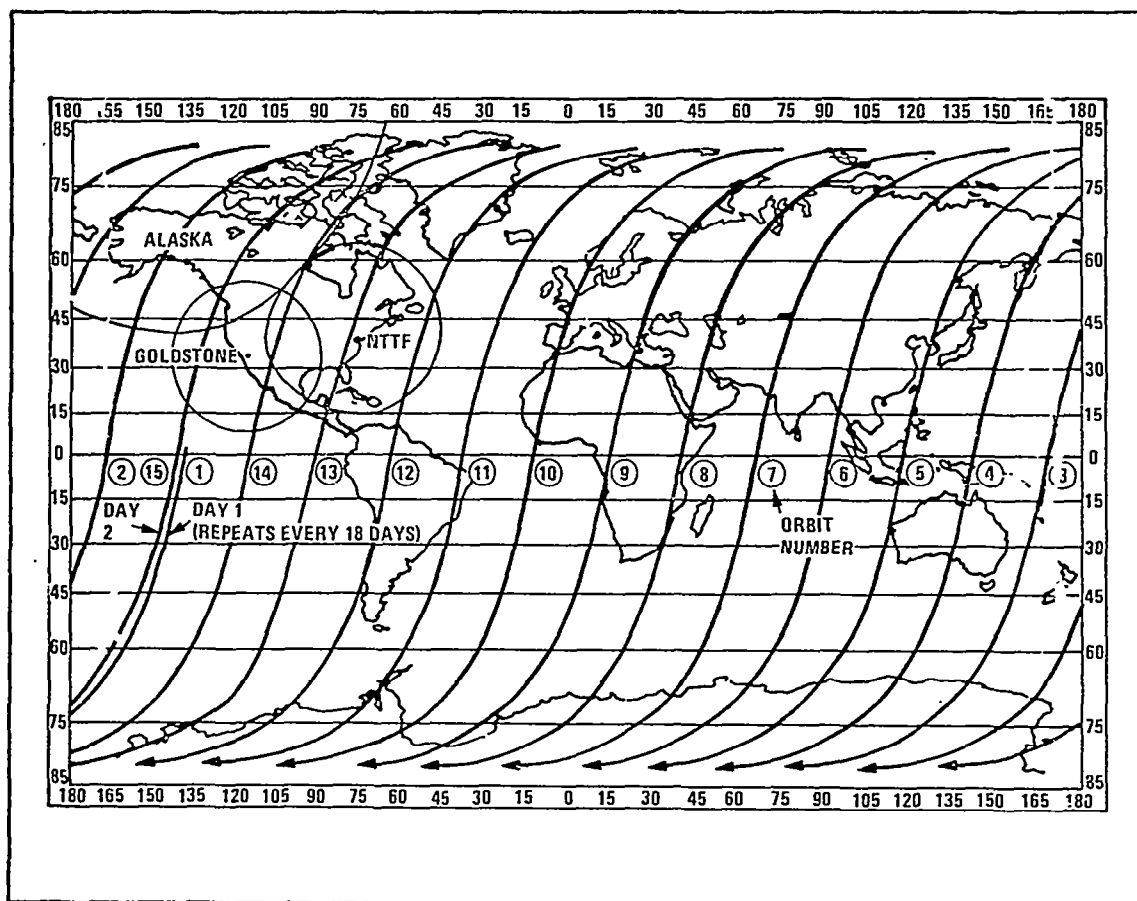 180 165 150 135 120 105 90 75 60 45 30 15 0 15 30 45 60 75 90 105 120 135 150 165 180
85 85
75 75
ALASKA
60 60
45 45
NTTF
GOLDSTONE
30 30
15 15
0 0
2 15 1 14 13 12 11 10 9 8 7 6 5 4 3
15 15
DAY 2
DAY 1
(REPEATS EVERY 18 DAYS)
ORBIT
NUMBER
30 30
45 45
60 60
75 75
85 85
180 165 150 135 120 105 90 75 60 45 30 15 0 15 30 45 60 75 90 105 120 135 150 165 180